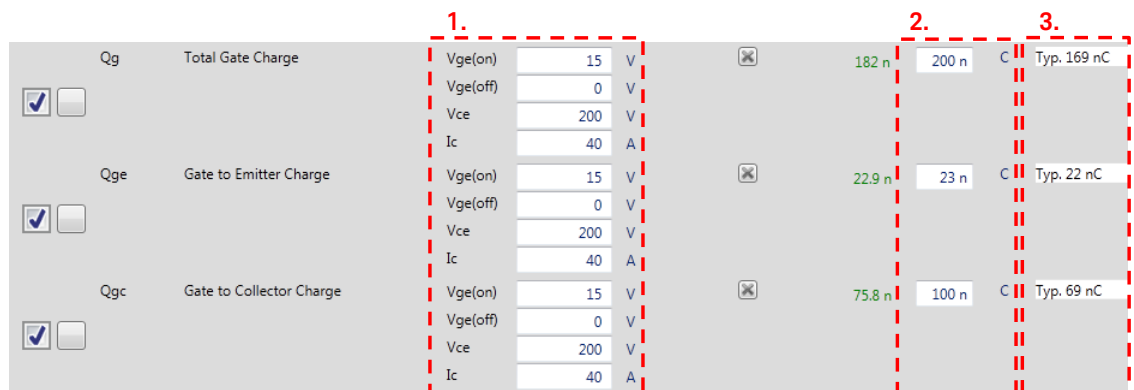 1. 2. 3.
Qg Total Gate Charge Vge(on) 15 V 182 n 200 n C Typ. 169 nC
Vge(off) 0 V
Vce 200 V
Ic 40 A
Qge Gate to Emitter Charge Vge(on) 15 V 22.9 n 23 n C Typ. 22 nC
Vge(off) 0 V
Vce 200 V
Ic 40 A
Qgc Gate to Collector Charge Vge(on) 15 V 75.8 n 100 n C Typ. 69 nC
Vge(off) 0 V
Vce 200 V
Ic 40 A